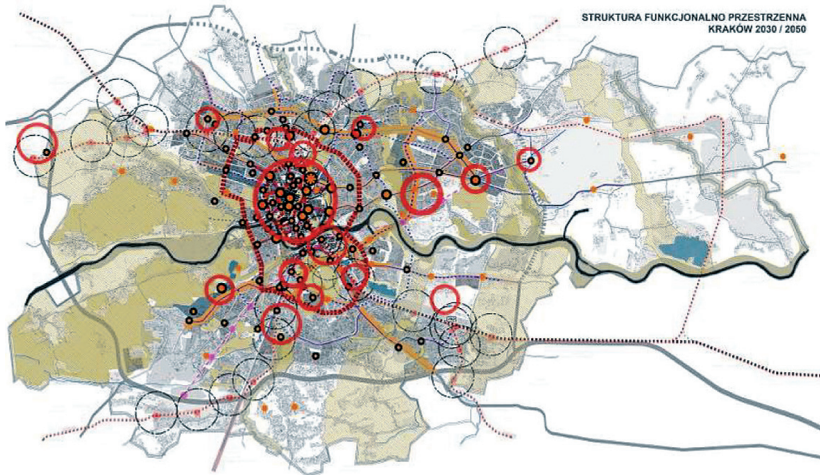 STRUKTURA FUNKCJONALNO PRZESTRZENNA
KRAKÓW 2030 / 2050